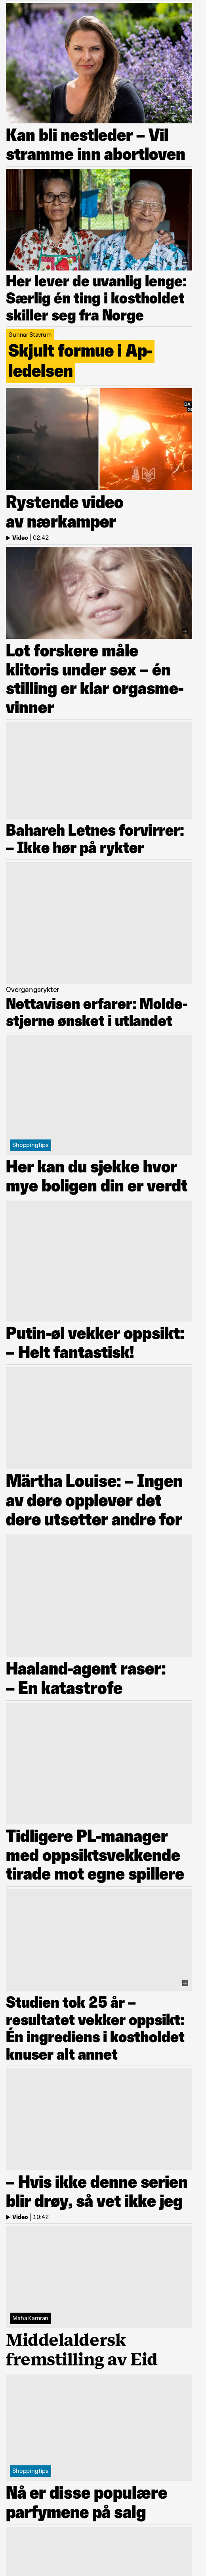 Kan bli nestleder – Vil
stramme inn abortloven
Her lever de uvanlig lenge:
Særlig én ting i kostholdet
skiller seg fra Norge
Gunnar Stavrum
Skjult formue i Ap-
ledelsen
Rystende video
av nærkamper
Video | 02:42
Lot forskere måle
klitoris under sex – én
stilling er klar orgasme-
vinner
Bahareh Letnes forvirrer:
– Ikke hør på rykter
Overgangsrykter
Nettavisen erfarer: Molde-
stjerne ønsket i utlandet
Shoppingtips
Her kan du sjekke hvor
mye boligen din er verdt
Putin-øl vekker oppsikt:
– Helt fantastisk!
Märtha Louise: – Ingen
av dere opplever det
dere utsetter andre for
Haaland-agent raser:
– En katastrofe
Tidligere PL-manager
med oppsiktsvekkende
tirade mot egne spillere
Studien tok 25 år –
resultatet vekker oppsikt:
Én ingrediens i kostholdet
knuser alt annet
– Hvis ikke denne serien
blir drøy, så vet ikke jeg
Video | 10:42
Maha Kamran
Middelaldersk
fremstilling av Eid
Shoppingtips
Nå er disse populære
parfymene på salg